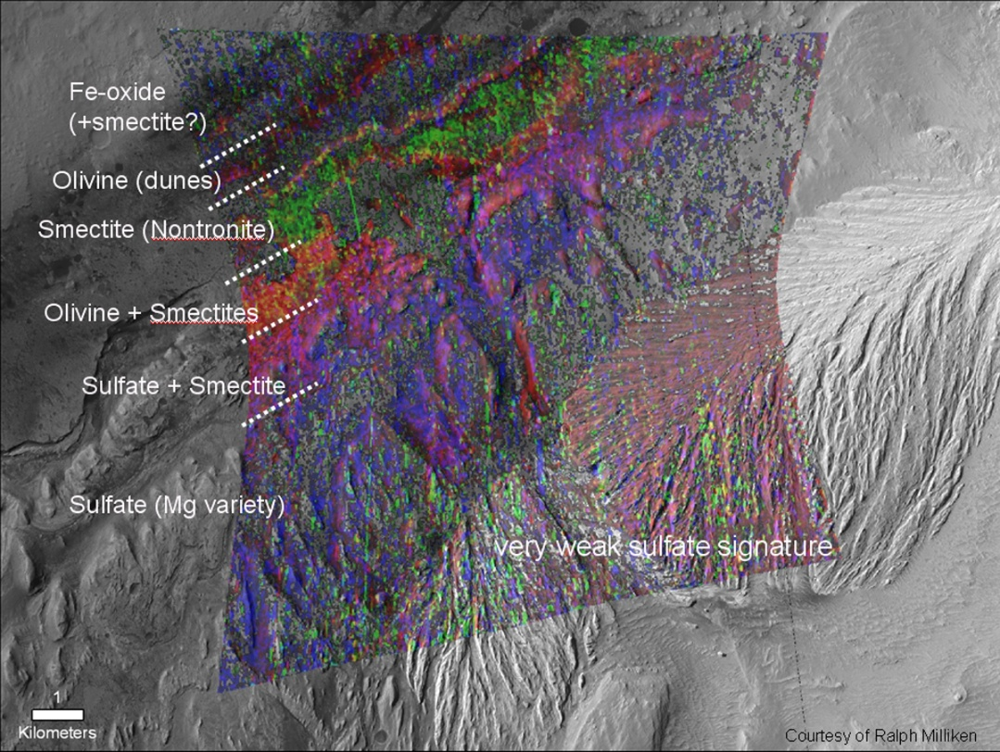 Fe-oxide
(+smectite?)
Olivine (dunes)
Smectite (Nontronite)
Olivine + Smectites
Sulfate + Smectite
Sulfate (Mg variety)
very weak sulfate signature
1
Kilometers
Courtesy of Ralph Milliken